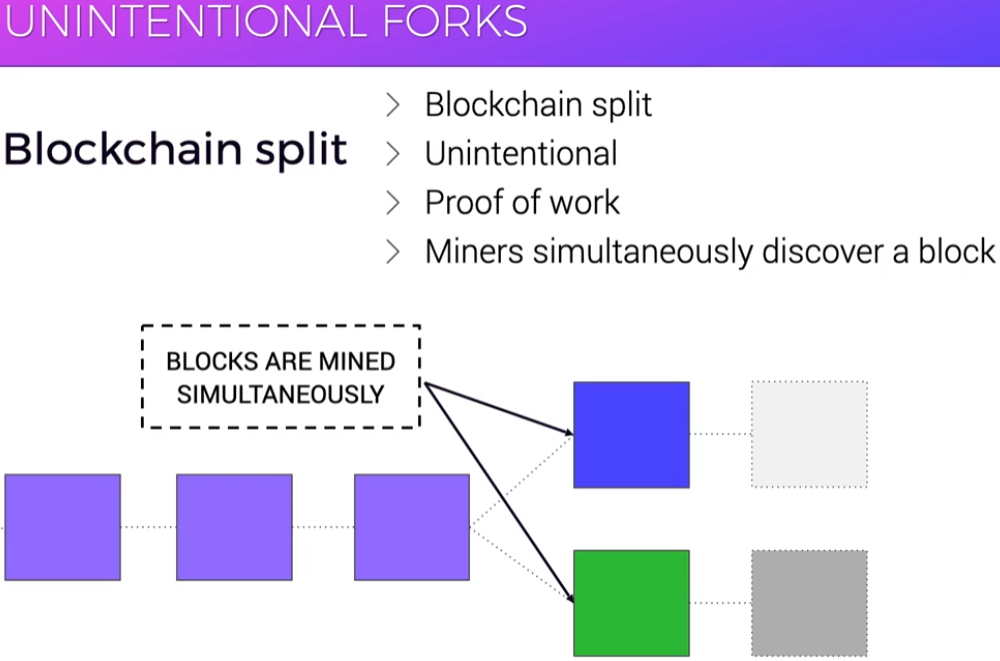 UNINTENTIONAL FORKS
Blockchain split
Blockchain split
Unintentional
Proof of work
Miners simultaneously discover a block
BLOCKS ARE MINED
SIMULTANEOUSLY